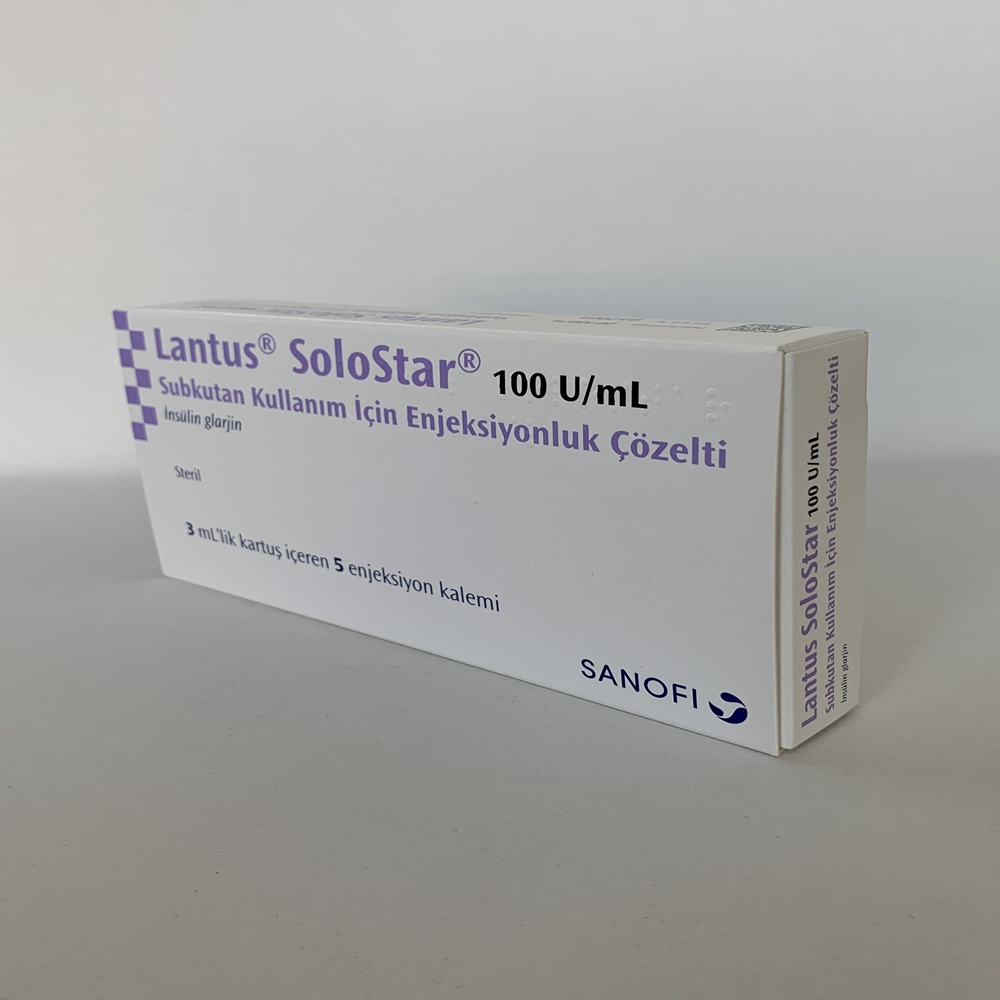 Lantus® SoloStar® 100 U/mL
Subkutan Kullanım İçin Enjeksiyonluk Çözelti
İnsülin glarjin
Steril
3 mL'lik kartuş içeren 5 enjeksiyon kalemi
SANOFI
Lantus SoloStar 100 U/mL
Subkutan Kullanım İçin Enjeksiyonluk Çözelti
İnsülin glarjin